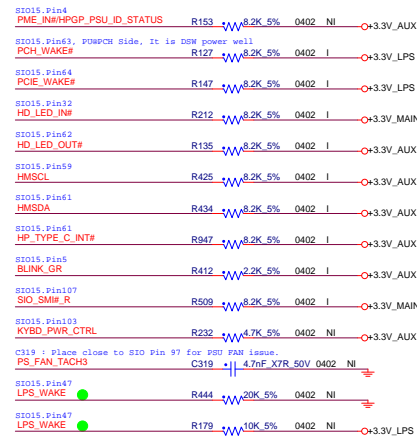 SIO15.Pin4
PME_IN#/HPGP_PSU_ID_STATUS R153 8.2K_5% 0402 NI +3.3V_AUX
SIO15.Pin63, PU@PCH Side, It is DSW power well
PCH_WAKE# R127 8.2K_5% 0402 I +3.3V_LPS
SIO15.Pin64
PCIE_WAKE# R147 8.2K_5% 0402 I +3.3V_LPS
SIO15.Pin32
HD_LED_IN# R212 8.2K_5% 0402 I +3.3V_MAIN
SIO15.Pin62
HD_LED_OUT# R135 8.2K_5% 0402 I +3.3V_AUX
SIO15.Pin59
HMSCL R425 8.2K_5% 0402 I +3.3V_AUX
SIO15.Pin61
HMSDA R434 8.2K_5% 0402 I +3.3V_AUX
SIO15.Pin61
HP_TYPE_C_INT# R947 8.2K_5% 0402 I +3.3V_AUX
SIO15.Pin5
BLINK_GR R412 2.2K_5% 0402 I +3.3V_AUX
SIO15.Pin107
SIO_SMI#_R R509 8.2K_5% 0402 I +3.3V_MAIN
SIO15.Pin103
KYBD_PWR_CTRL R232 4.7K_5% 0402 NI +3.3V_AUX
C319 : Place close to SIO Pin 97 for PSU FAN issue.
PS_FAN_TACH3 C319 4.7nF_X7R_50V 0402 NI
SIO15.Pin47
LPS_WAKE R444 20K_5% 0402 NI
SIO15.Pin47
LPS_WAKE R179 10K_5% 0402 NI +3.3V_LPS